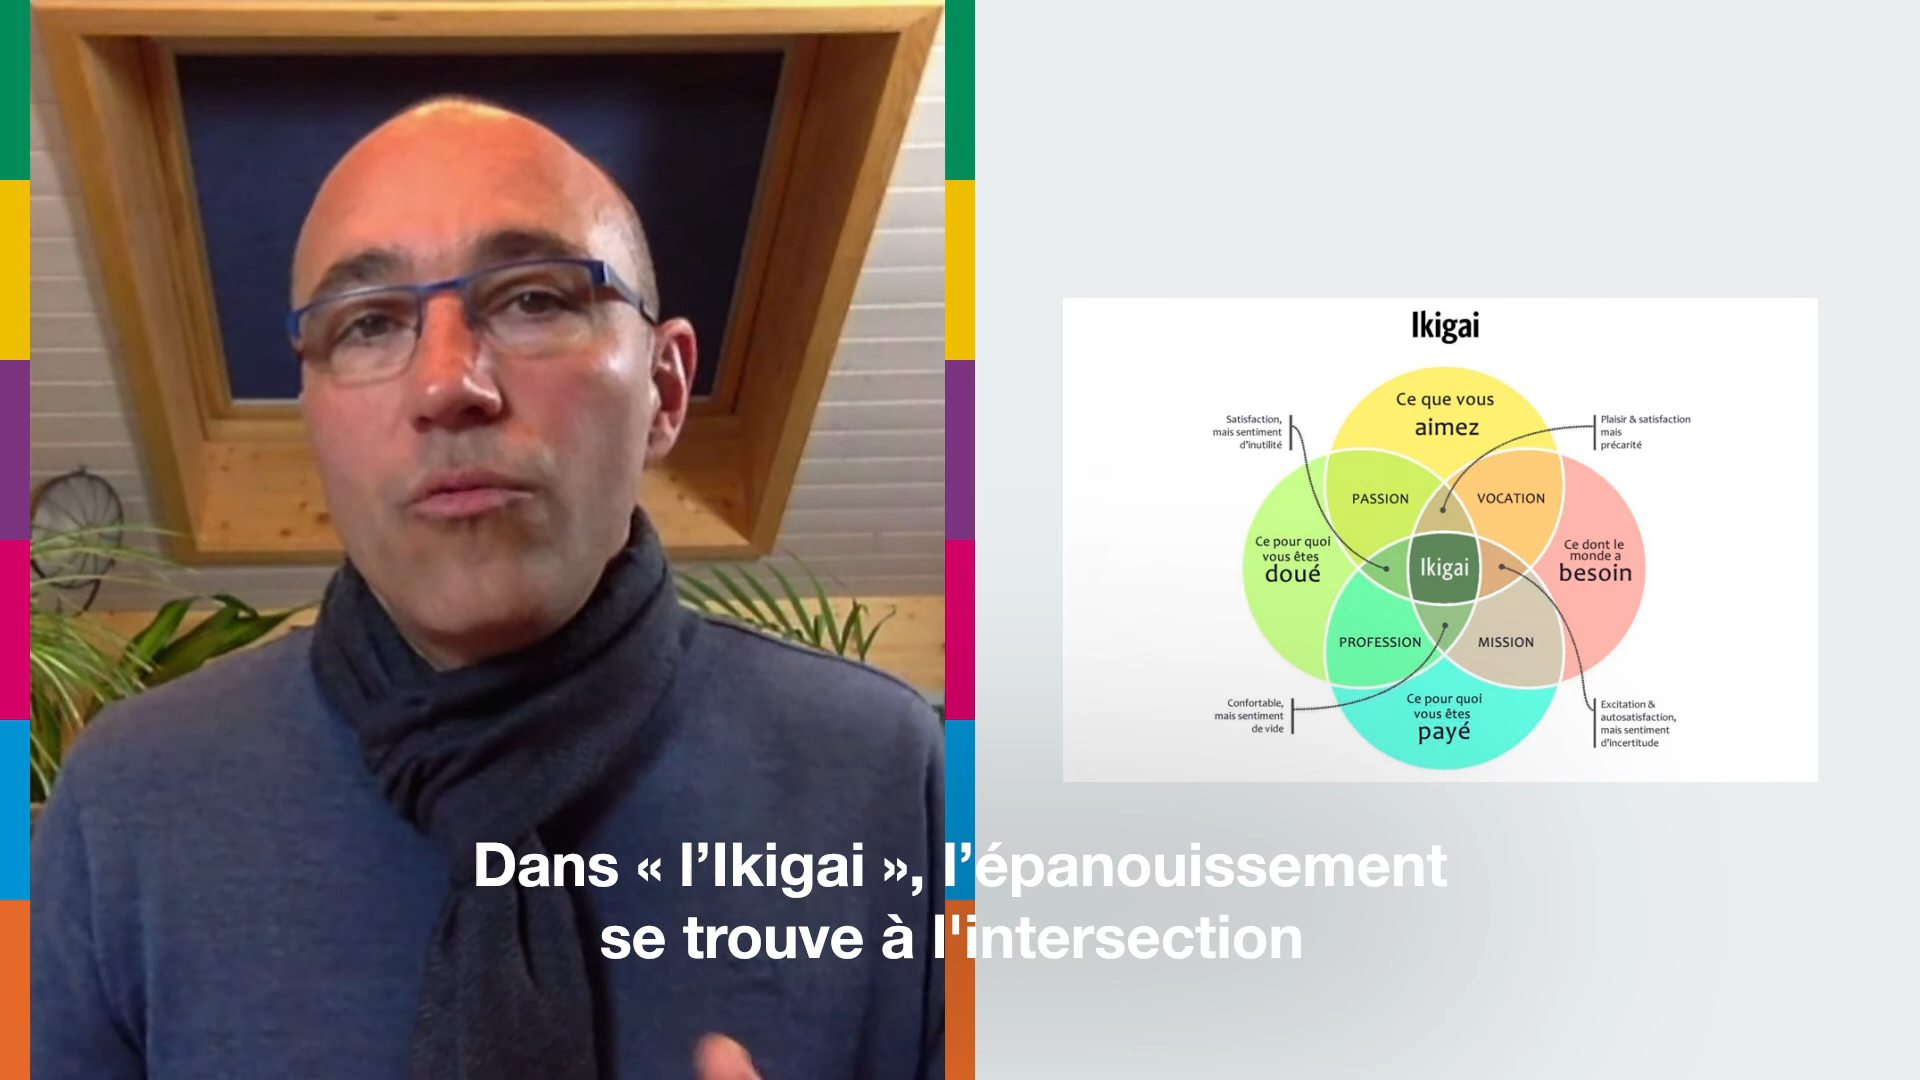 Ikigai
Ce que vous
aimez
Satisfaction,
mais sentiment
d'inutilité
Plaisir & satisfaction
mais
précarité
PASSION
VOCATION
Ce pour quoi
vous êtes
doué
Ikigai
Ce dont le
monde a
besoin
PROFESSION
MISSION
Ce pour quoi
vous êtes
payé
Confortable,
mais sentiment
de vide
Excitation &
autosatisfaction,
mais sentiment
d'incertitude
Dans « l’Ikigai », l’épanouissement
se trouve à l'intersection